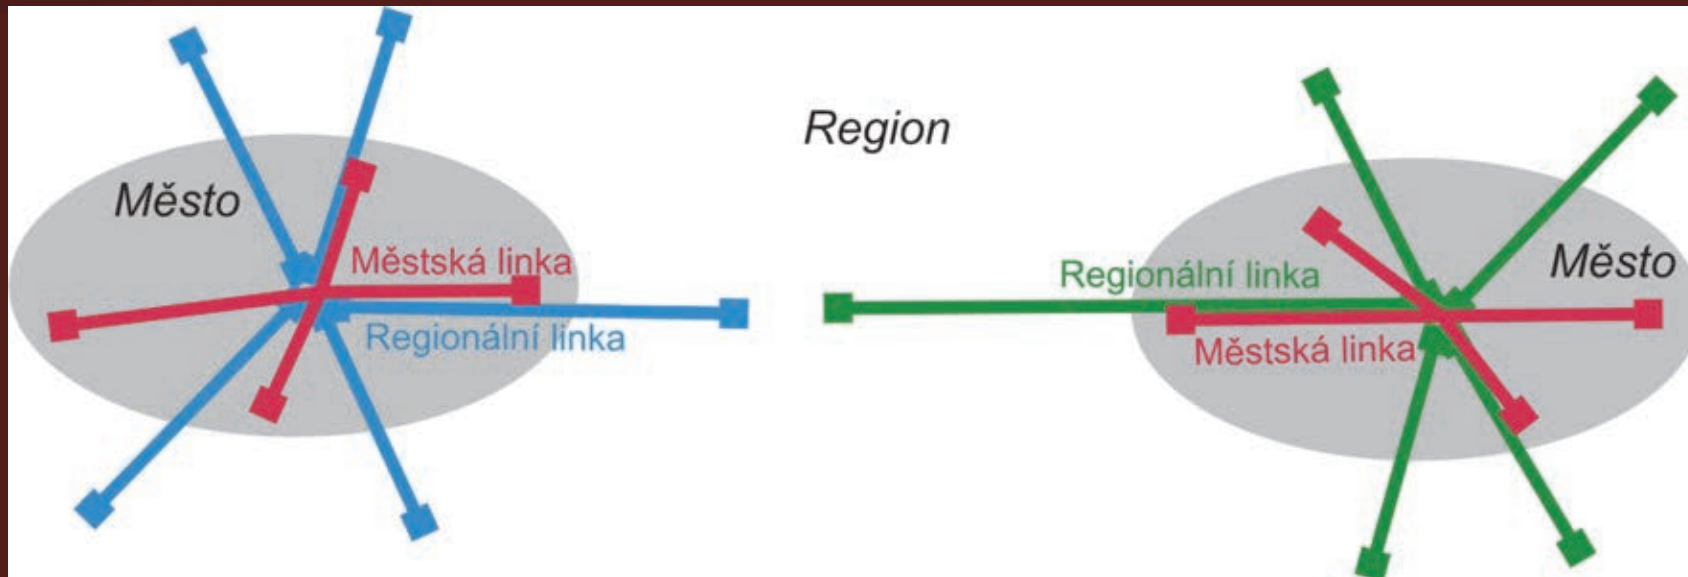 Region
Město
Městská linka
Regionální linka
Regionální linka
Město
Městská linka